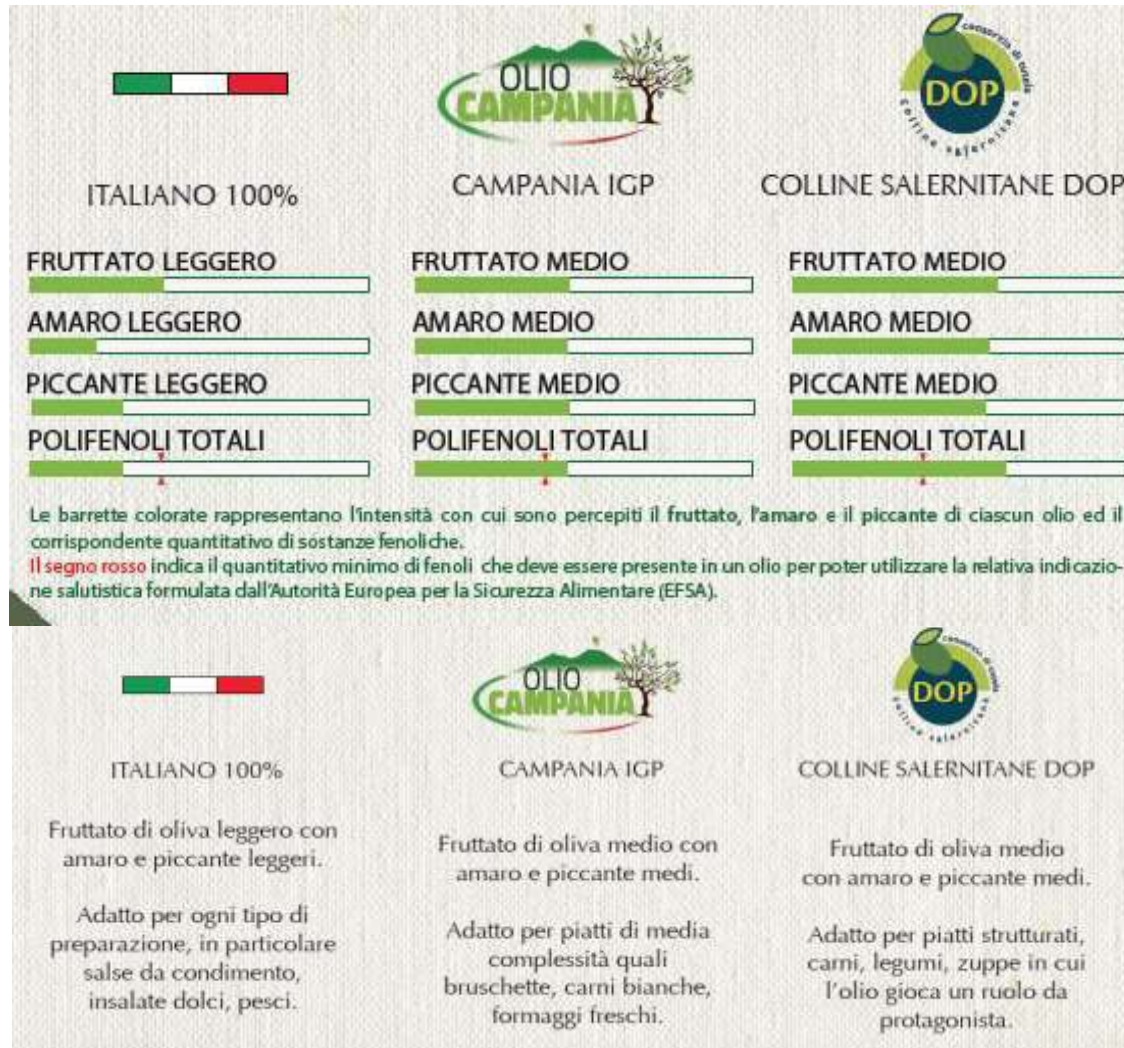 OLIO
CAMPANIA
consorzio di tutela
DOP
colline salernitane
ITALIANO 100%
CAMPANIA IGP
COLLINE SALERNITANE DOP
FRUTTATO LEGGERO
AMARO LEGGERO
PICCANTE LEGGERO
POLIFENOLI TOTALI
FRUTTATO MEDIO
AMARO MEDIO
PICCANTE MEDIO
POLIFENOLI TOTALI
FRUTTATO MEDIO
AMARO MEDIO
PICCANTE MEDIO
POLIFENOLI TOTALI
Le barrette colorate rappresentano l'intensità con cui sono percepiti il fruttato, l'amaro e il piccante di ciascun olio ed il
corrispondente quantitativo di sostanze fenoliche.
Il segno rosso indica il quantitativo minimo di fenoli che deve essere presente in un olio per poter utilizzare la relativa indicazio-
ne salutistica formulata dall'Autorità Europea per la Sicurezza Alimentare (EFSA).
OLIO
CAMPANIA
consorzio di tutela
DOP
colline salernitane
ITALIANO 100%
Fruttato di oliva leggero con
amaro e piccante leggeri.
Adatto per ogni tipo di
preparazione, in particolare
salse da condimento,
insalate dolci, pesci.
CAMPANIA IGP
Fruttato di oliva medio con
amaro e piccante medi.
Adatto per piatti di media
complessità quali
bruschette, carni bianche,
formaggi freschi.
COLLINE SALERNITANE DOP
Fruttato di oliva medio
con amaro e piccante medi.
Adatto per piatti strutturati,
carni, legumi, zuppe in cui
l'olio gioca un ruolo da
protagonista.